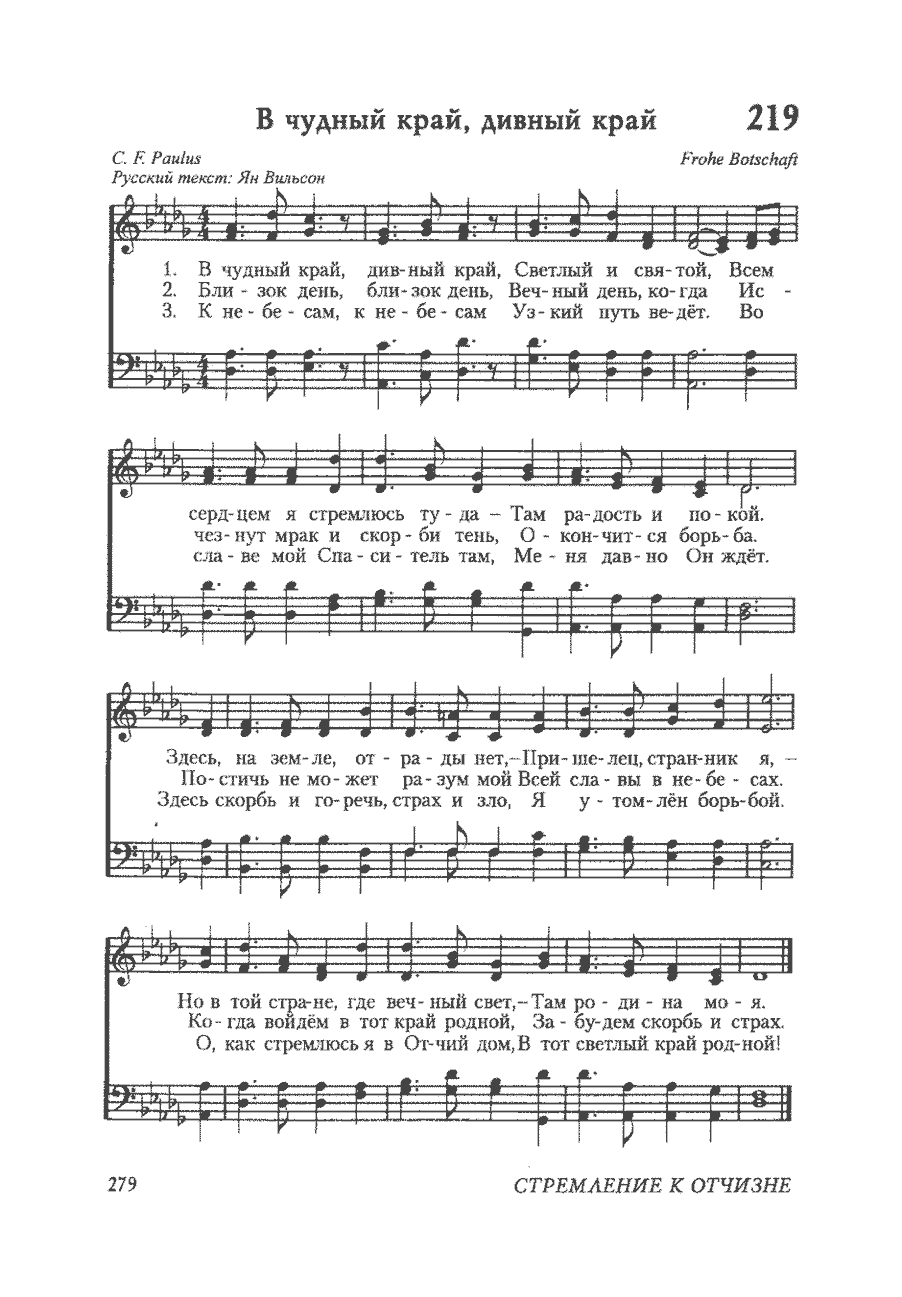 В чудный край, дивный край 219
C. F. Paulus Frohe Botschaft
Русский текст: Ян Вильсон
1. В чудный край, див-ный край, Светлый и свя-той, Всем
2. Бли - зок день, бли-зок день, Веч-ный день, ко-гда Ис -
3. К не - бе - сам, к не - бе - сам Уз-кий путь ве-дёт. Во
серд-цем я стремлюсь ту - да – Там ра-дость и по - кой.
чез-нут мрак и скор - би тень, О - кон-чит-ся борь-ба.
сла - ве мой Спа - си - тель там, Ме - ня дав-но Он ждёт.
Здесь, на зем-ле, от - ра - ды нет,–При-ше-лец, стран-ник я, –
По-стичь не мо-жет ра-зум мой Всей сла-вы в не-бе - сах.
Здесь скорбь и го-речь, страх и зло, Я у - том-лён борь-бой.
Но в той стра-не, где веч-ный свет,–Там ро - ди - на мо - я.
Ко-гда войдём в тот край родной, За - бу-дем скорбь и страх.
О, как стремлюсь я в От-чий дом, В тот светлый край род-ной!
279 СТРЕМЛЕНИЕ К ОТЧИЗНЕ